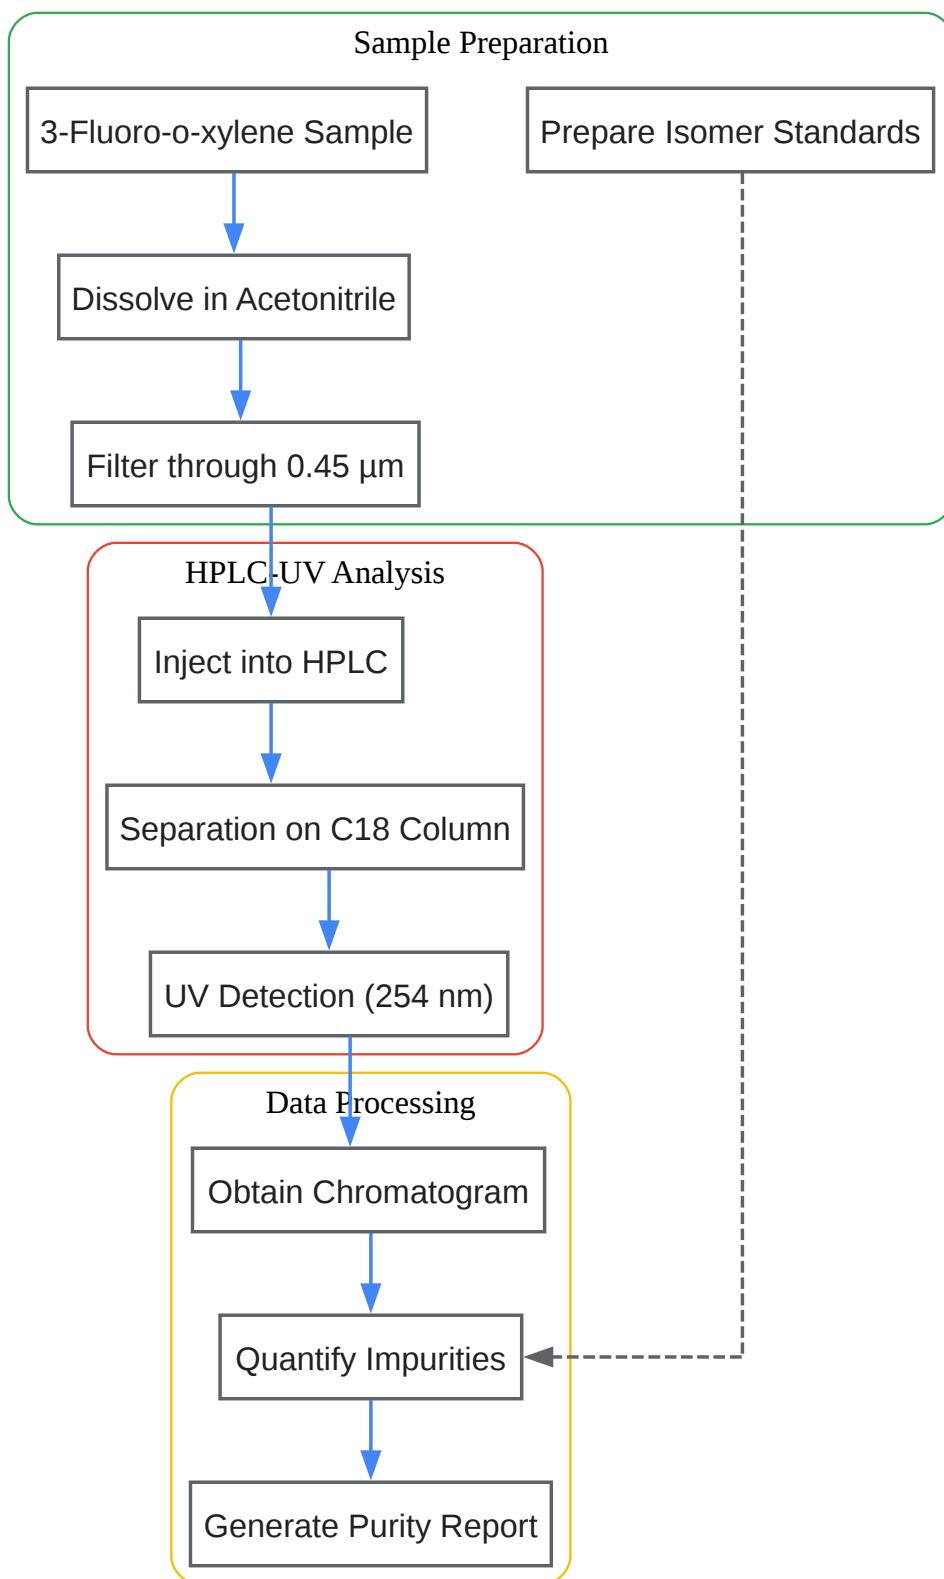 Sample Preparation
3-Fluoro-o-xylene Sample
Prepare Isomer Standards
Dissolve in Acetonitrile
Filter through 0.45 µm
HPLC-UV Analysis
Inject into HPLC
Separation on C18 Column
UV Detection (254 nm)
Data Processing
Obtain Chromatogram
Quantify Impurities
Generate Purity Report